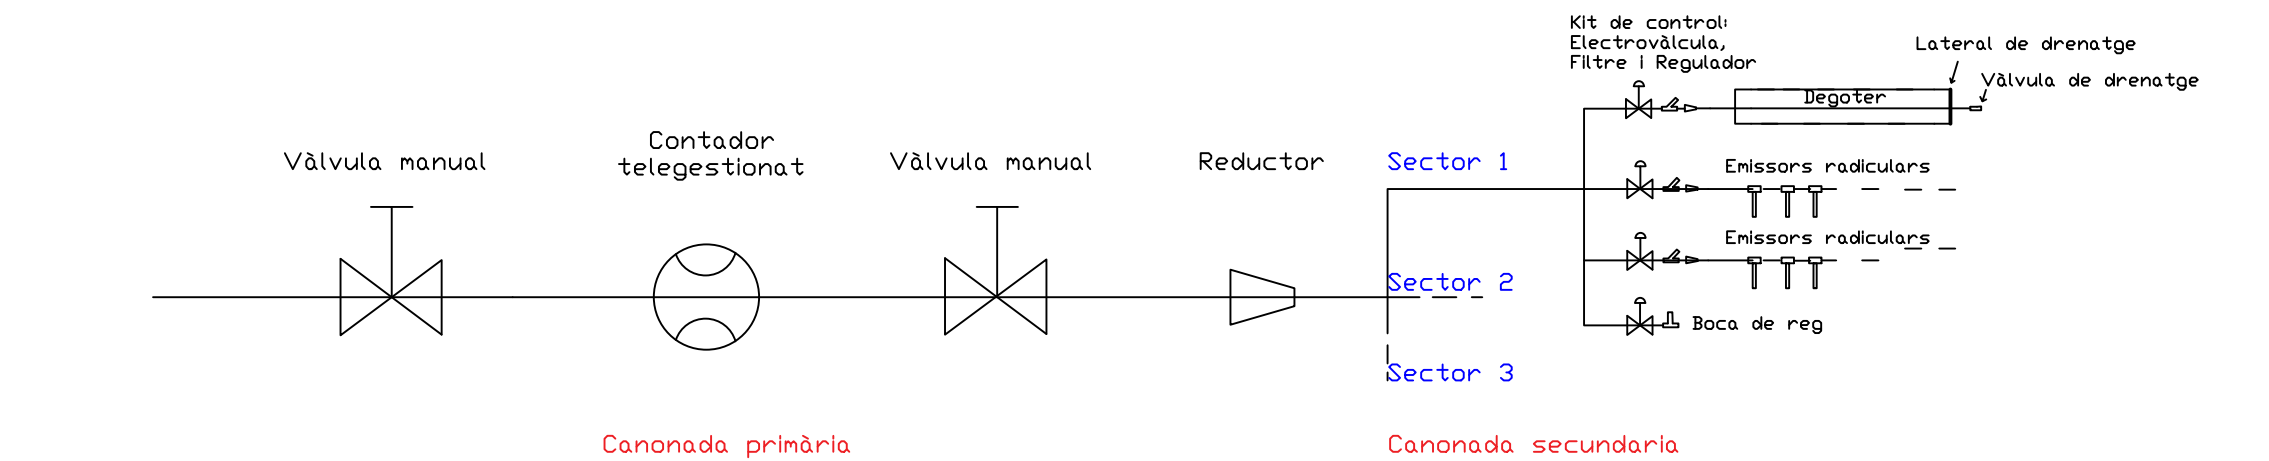 Kit de control:
Electrovàlcula,
Filtre i Regulador
Lateral de drenatge
Vàlvula de drenatge
Degoter
Contador
telegestionat
Vàlvula manual
Vàlvula manual
Reductor
Sector 1
Emissors radiculars
Emissors radiculars
Sector 2
Boca de reg
Sector 3
Canonada primària
Canonada secundaria